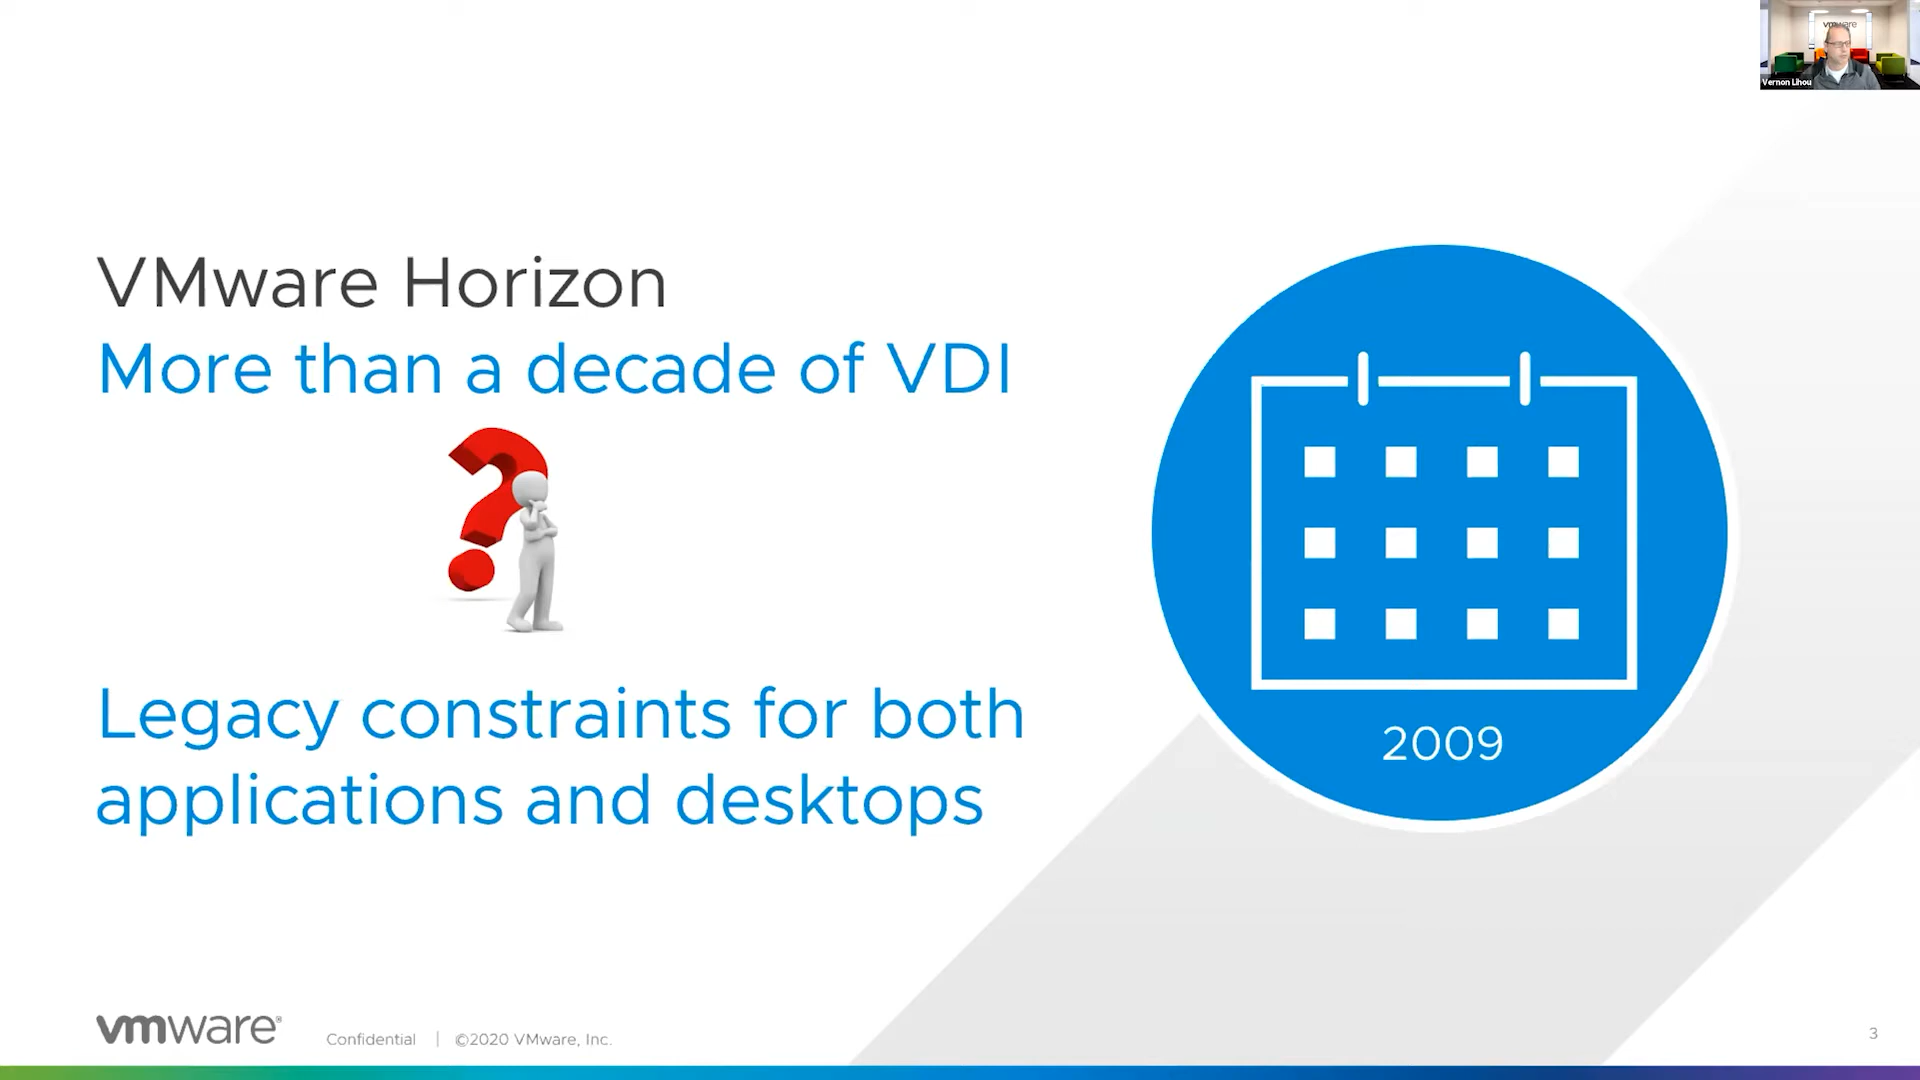 vmware
Vernon Lihou
VMware Horizon
More than a decade of VDI
?
Legacy constraints for both
applications and desktops
2009
vmware®
Confidential | ©2020 VMware, Inc.
3